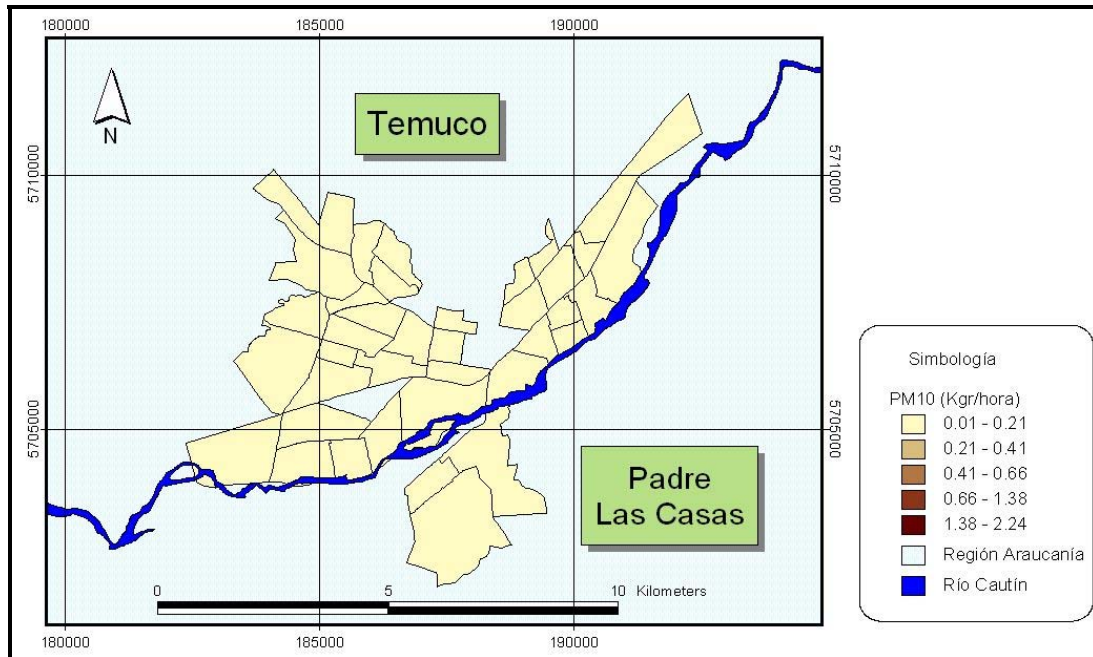 180000 185000 190000
N
Temuco
5710000 5710000
5705000 5705000
Padre
Las Casas
0 5 10 Kilometers
180000 185000 190000
Simbología
PM10 (Kgr/hora)
0.01 - 0.21
0.21 - 0.41
0.41 - 0.66
0.66 - 1.38
1.38 - 2.24
Región Araucanía
Río Cautín